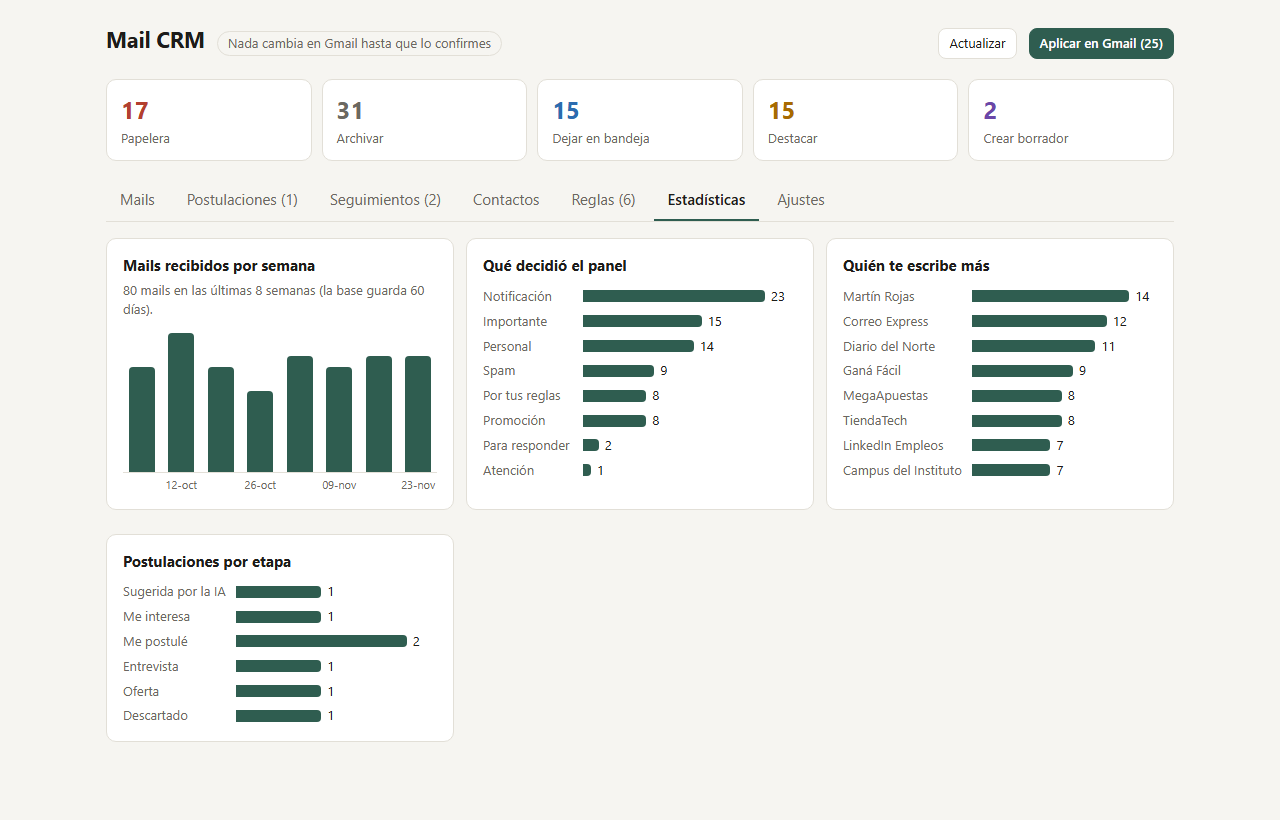 Mail CRM
Nada cambia en Gmail hasta que lo confirmes
Actualizar
Aplicar en Gmail (25)
17
Papelera
31
Archivar
15
Dejar en bandeja
15
Destacar
2
Crear borrador
Mails
Postulaciones (1)
Seguimientos (2)
Contactos
Reglas (6)
Estadísticas
Ajustes
Mails recibidos por semana
80 mails en las últimas 8 semanas (la base guarda 60
días).
12-oct
26-oct
09-nov
23-nov
Qué decidió el panel
Notificación 23
Importante 15
Personal 14
Spam 9
Por tus reglas 8
Promoción 8
Para responder 2
Atención 1
Quién te escribe más
Martín Rojas 14
Correo Express 12
Diario del Norte 11
Ganá Fácil 9
MegaApuestas 8
TiendaTech 8
LinkedIn Empleos 7
Campus del Instituto 7
Postulaciones por etapa
Sugerida por la IA 1
Me interesa 1
Me postulé 2
Entrevista 1
Oferta 1
Descartado 1